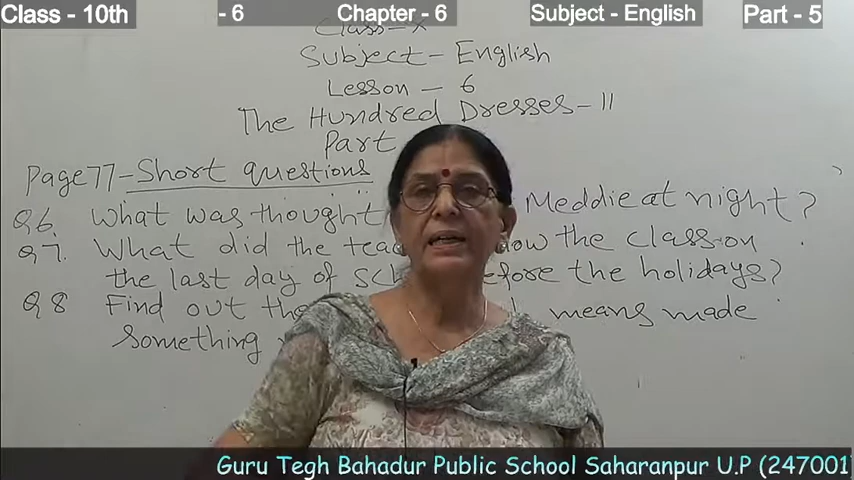 Class - 10th - 6 Chapter - 6 Subject - English Part - 5
Class-X
Subject- English
Lesson - 6
The Hundred Dresses-II
Part
Page 77-Short questions
Q6. What was thought Meddie at night?
Q7. What did the tea the class on
the last day of Sc efore the holidays?
Q8 Find out the means made
something
Guru Tegh Bahadur Public School Saharanpur U.P (247001)